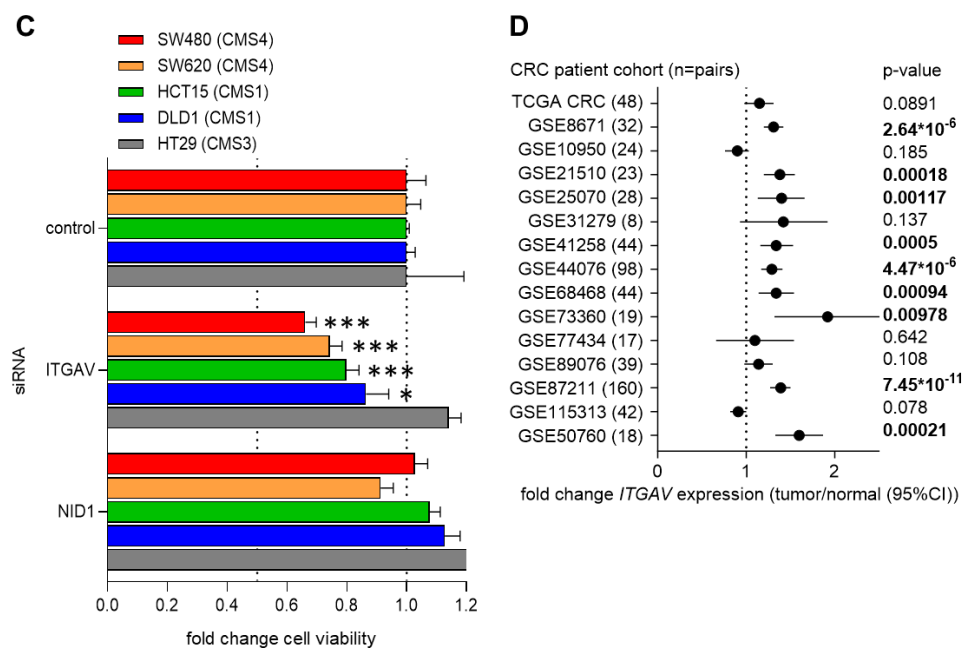 C
SW480 (CMS4)
SW620 (CMS4)
HCT15 (CMS1)
DLD1 (CMS1)
HT29 (CMS3)
siRNA
control
ITGAV
***
***
***
*
NID1
0.0 0.2 0.4 0.6 0.8 1.0 1.2
fold change cell viability
D
CRC patient cohort (n=pairs) p-value
TCGA CRC (48) 0.0891
GSE8671 (32) 2.64*10-6
GSE10950 (24) 0.185
GSE21510 (23) 0.00018
GSE25070 (28) 0.00117
GSE31279 (8) 0.137
GSE41258 (44) 0.0005
GSE44076 (98) 4.47*10-6
GSE68468 (44) 0.00094
GSE73360 (19) 0.00978
GSE77434 (17) 0.642
GSE89076 (39) 0.108
GSE87211 (160) 7.45*10-11
GSE115313 (42) 0.078
GSE50760 (18) 0.00021
0 1 2
fold change ITGAV expression (tumor/normal (95%CI))